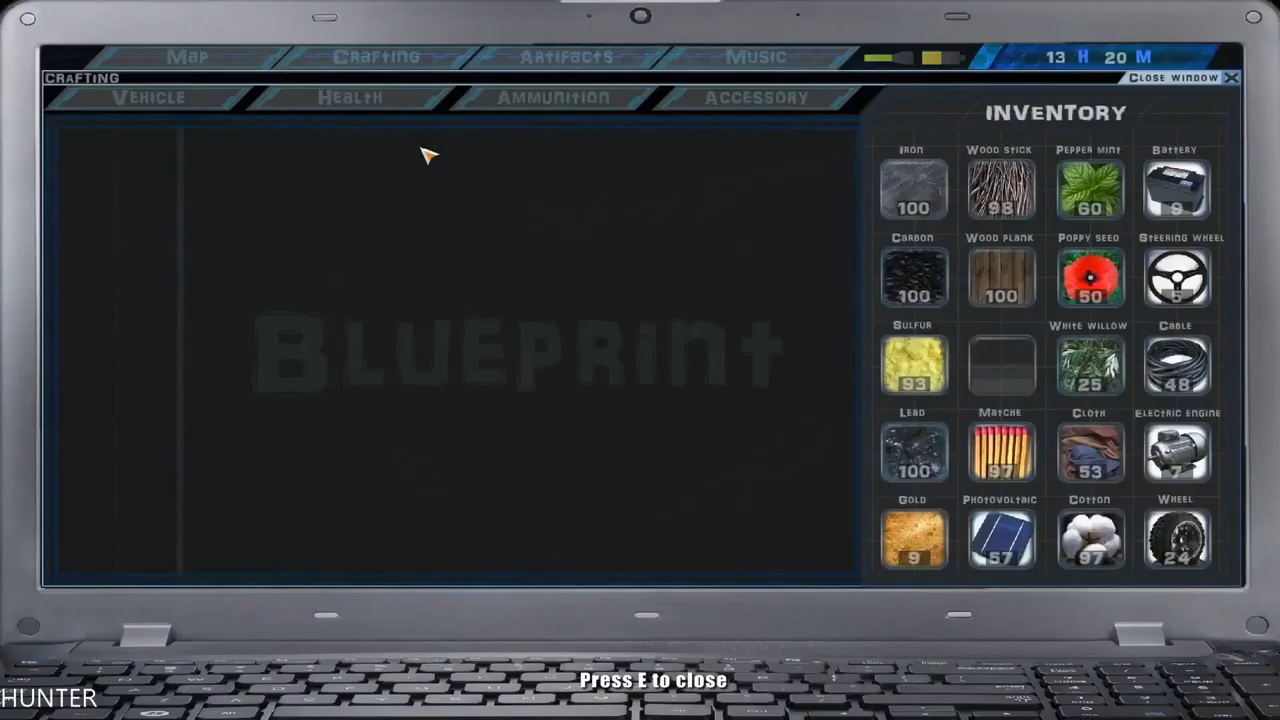 Map Crafting Artifacts Music 13 H 20 M
Crafting Close Window
Vehicle Health Ammunition Accessory
Inventory
Iron Wood stick Pepper mint Battery
100 98 60 9
Carbon Wood plank Poppy seed Steering wheel
100 100 50 5
Sulfur White willow Cable
93 25 48
Blueprint
Lead Matche Cloth Electric engine
100 97 53 7
Gold Photovoltaic Cotton Wheel
9 57 97 24
Press E to close
HUNTER